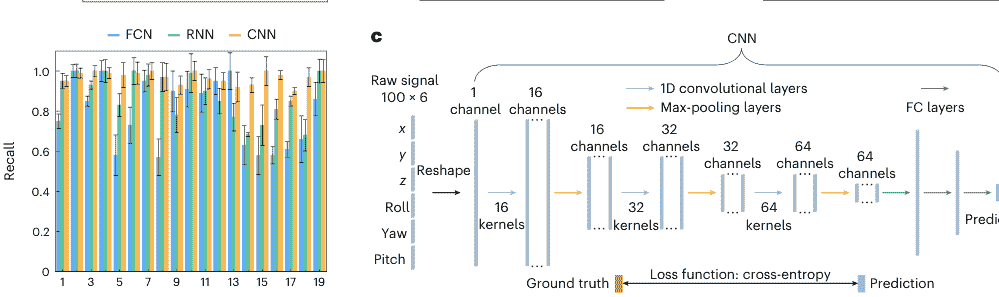 FCN RNN CNN
Recall
1.0
0.8
0.6
0.4
0.2
0
1 3 5 7 9 11 13 15 17 19
c
CNN
Raw signal
100 × 6
x
y
z
Roll
Yaw
Pitch
Reshape
1
channel
16
channels
16
kernels
16
channels
32
kernels
32
channels
1D convolutional layers
Max-pooling layers
32
channels
64
kernels
64
channels
64
channels
FC layers
Predic
Ground truth
Loss function: cross-entropy
Prediction